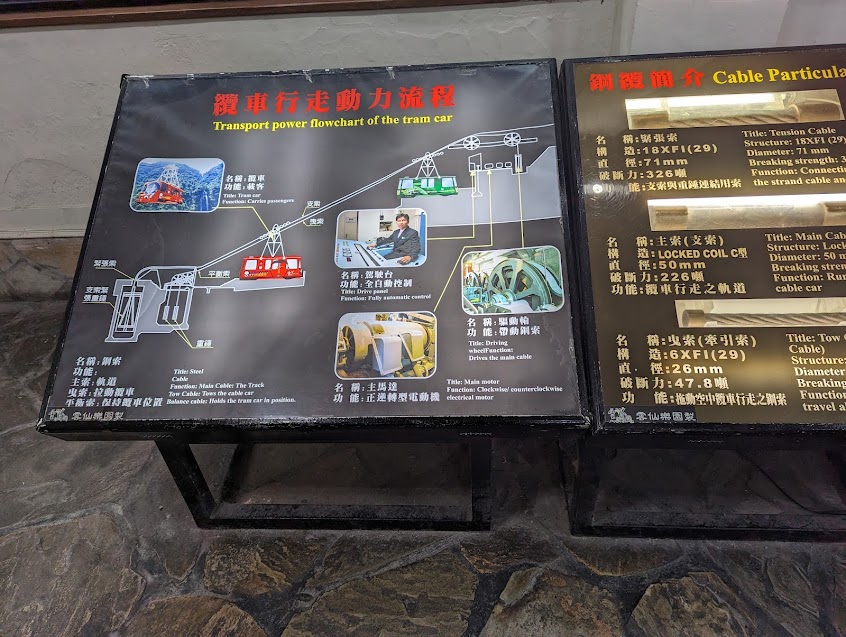 纜車行走動力流程
Transport power flowchart of the tram car
名 稱:纜車
功能:載客
Title: Tram car
Function: Carries passengers
支索
曳索
緊張索
平衡索
支索緊
張重錘
重錘
名稱:鋼索
功能:
主索:軌道
曳索:拉動纜車
平衡索:保持纜車位置
Title: Steel
Cable
Function: Main Cable: The Track
Tow Cable: Tows the cable car
Balance cable: Holds the tram car in position.
名 稱:駕駛台
功能:全自動控制
Title: Drive panel
Function: Fully automatic control
名 稱:驅動輪
功能:帶動鋼索
Title: Driving
wheelFunction:
Drives the main cable
名 稱:主馬達
功 能:正逆轉型電動機
Title: Main motor
Function: Clockwise/ counterclockwise
electrical motor
雲仙樂園製
鋼纜簡介 Cable Particula
名 稱:緊張索
構 造:18XFI(29)
直 徑:71mm
破斷力:326噸
功 能:支索與重錘連結用索
Title: Tension Cable
Structure: 18XFI (29)
Diameter: 71 mm
Breaking strength: 3
Function: Connecting
the strand cable an
名 稱:主索(支索)
構 造:LOCKED COIL C型
直 徑:50mm
破斷力:226噸
功 能:纜車行走之軌道
Title: Main Cab
Structure: Lock
Diameter: 50 m
Breaking stren
Function: Run
cable car
名 稱:曳索(牽引索)
構 造:6XFI(29)
直 徑:26mm
破斷力:47.8噸
功 能:拖動空中纜車行走之鋼索
Title: Tow C
Cable)
Structure:
Diameter
Breaking
Function
travel a
雲仙樂園製